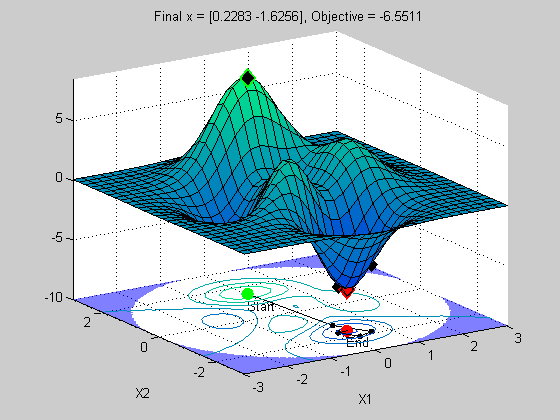 Final x = [0.2283 -1.6256], Objective = -6.5511
5
0
-5
-10
2
0
-2
-3
-2
-1
0
1
2
3
Start
End
X2
X1